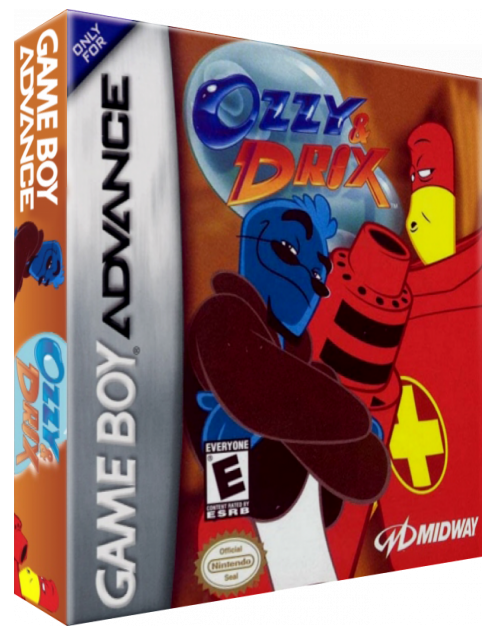 GAME BOY
ADVANCE
OZZY
&
DRIX
ONLY
FOR
GAME BOY ADVANCE
OZZY
&
DRIX
EVERYONE
E
CONTENT RATED BY
ESRB
Official
Nintendo
Seal
MIDWAY